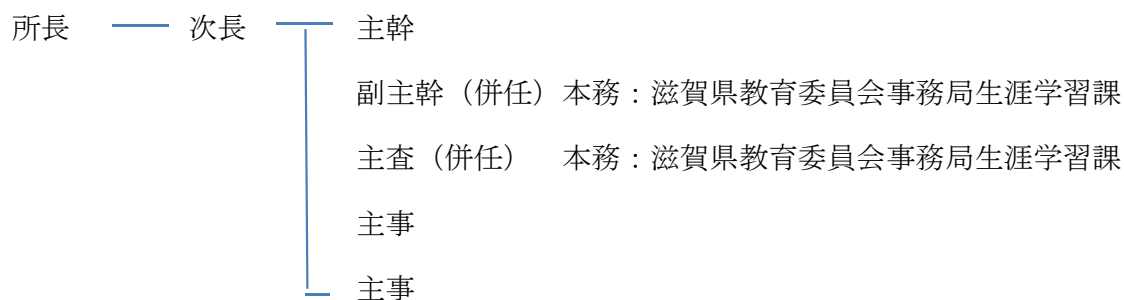 所長 次長 主幹
副主幹（併任）本務：滋賀県教育委員会事務局生涯学習課
主査（併任） 本務：滋賀県教育委員会事務局生涯学習課
主事
主事